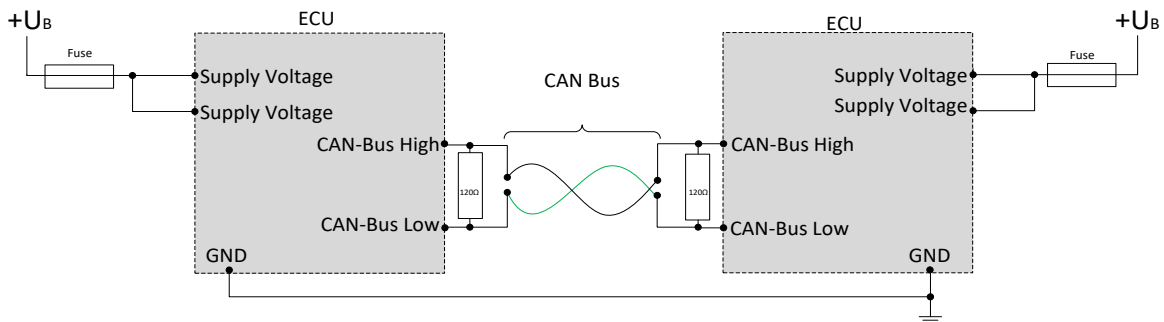 ECU
ECU
+UB
+UB
Fuse
Fuse
Supply Voltage
Supply Voltage
Supply Voltage
Supply Voltage
CAN Bus
CAN-Bus High
CAN-Bus High
120Ω
120Ω
CAN-Bus Low
CAN-Bus Low
GND
GND